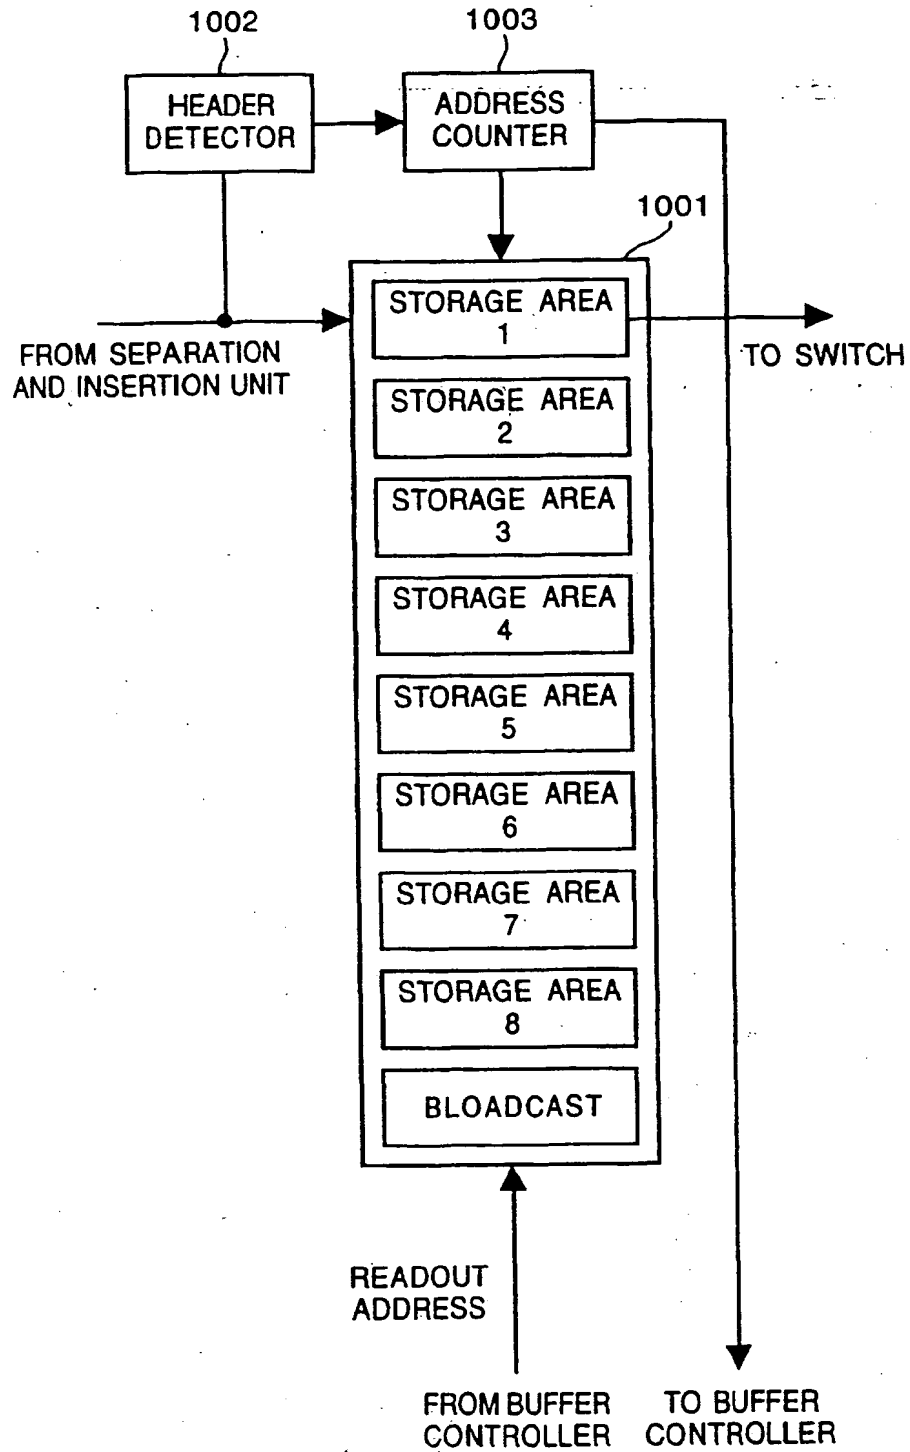 1002
1003
HEADER
DETECTOR
ADDRESS
COUNTER
1001
STORAGE AREA
1
FROM SEPARATION
AND INSERTION UNIT
TO SWITCH
STORAGE AREA
2
STORAGE AREA
3
STORAGE AREA
4
STORAGE AREA
5
STORAGE AREA
6
STORAGE AREA
7
STORAGE AREA
8
BLOADCAST
READOUT
ADDRESS
FROM BUFFER
CONTROLLER
TO BUFFER
CONTROLLER